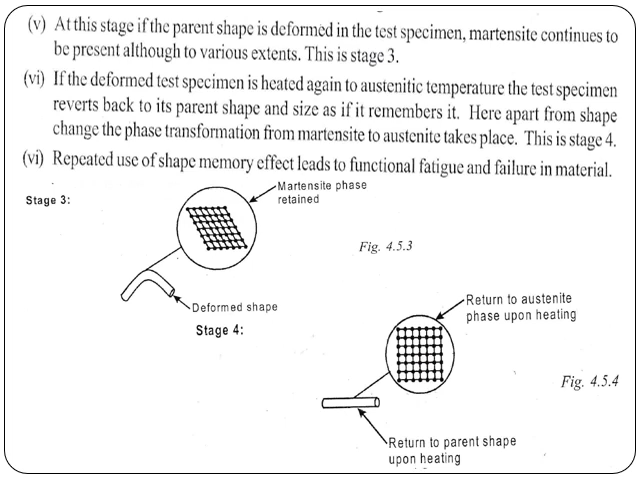 (v) At this stage if the parent shape is deformed in the test specimen, martensite continues to
be present although to various extents. This is stage 3.
(vi) If the deformed test specimen is heated again to austenitic temperature the test specimen
reverts back to its parent shape and size as if it remembers it. Here apart from shape
change the phase transformation from martensite to austenite takes place. This is stage 4.
(vi) Repeated use of shape memory effect leads to functional fatigue and failure in material.
Stage 3:
Martensite phase
retained
Fig. 4.5.3
Deformed shape
Stage 4:
Return to austenite
phase upon heating
Fig. 4.5.4
Return to parent shape
upon heating